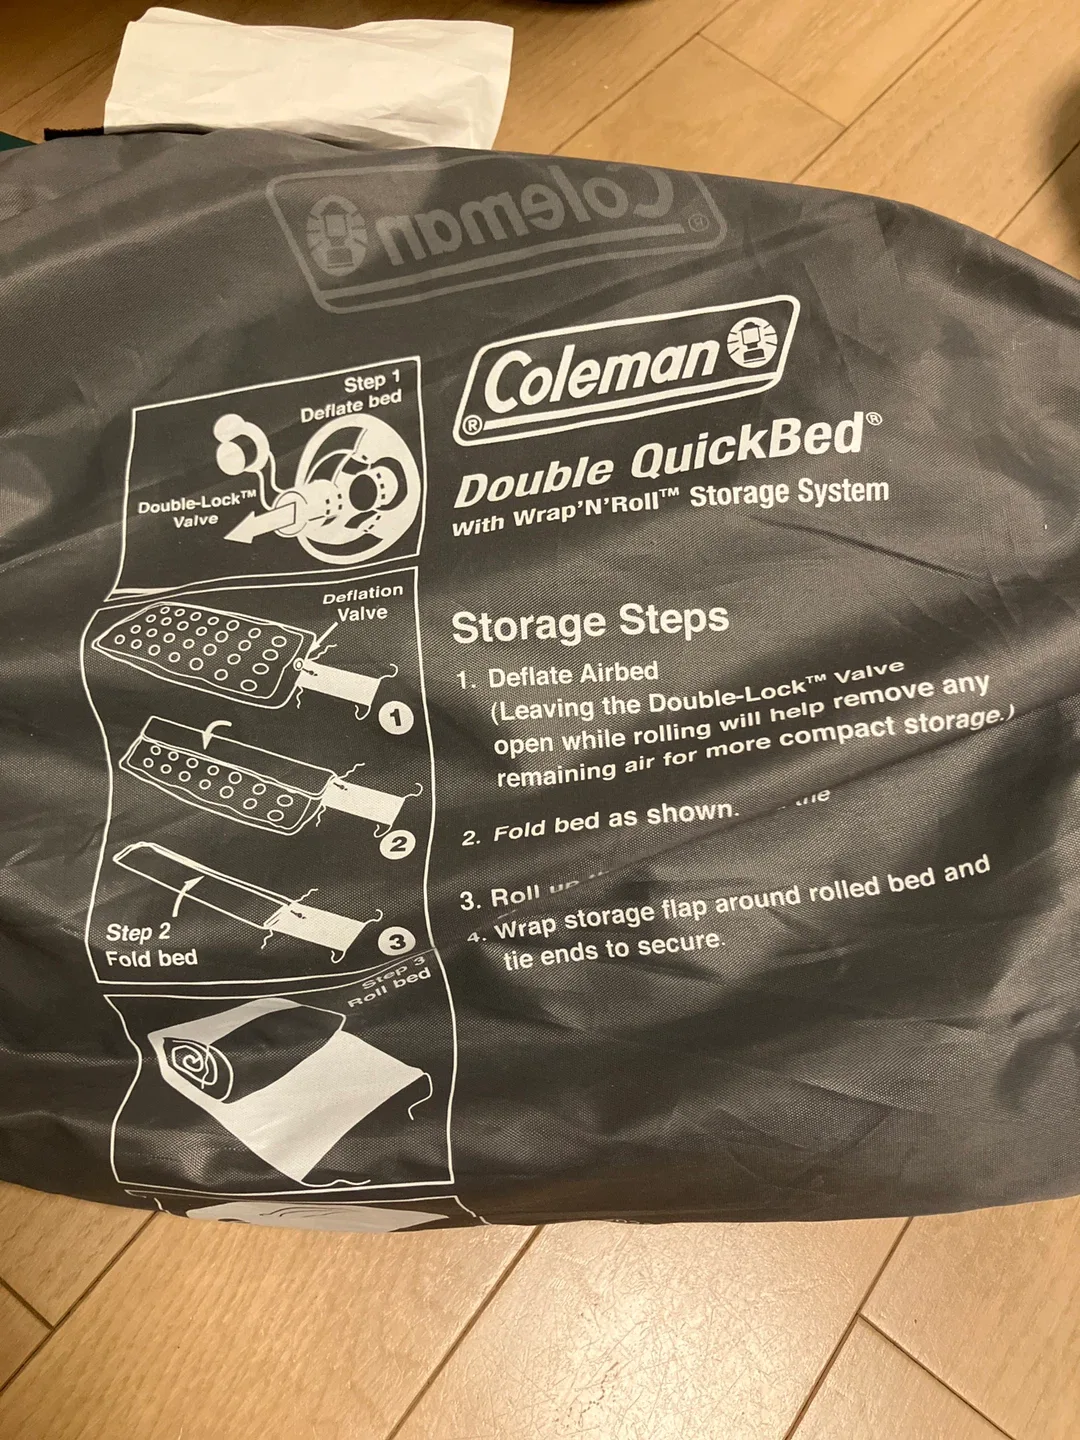 Coleman
®
Coleman
®
Double QuickBed®
With Wrap'N'Roll™ Storage System
Step 1
Deflate bed
Double-Lock™
Valve
Deflation
Valve
1
2
3
Step 2
Fold bed
Step 3
Roll bed
Storage Steps
1. Deflate Airbed
(Leaving the Double-Lock™ Valve
open while rolling will help remove any
remaining air for more compact storage.)
2. Fold bed as shown.
3. Roll up
4. Wrap storage flap around rolled bed and
tie ends to secure.